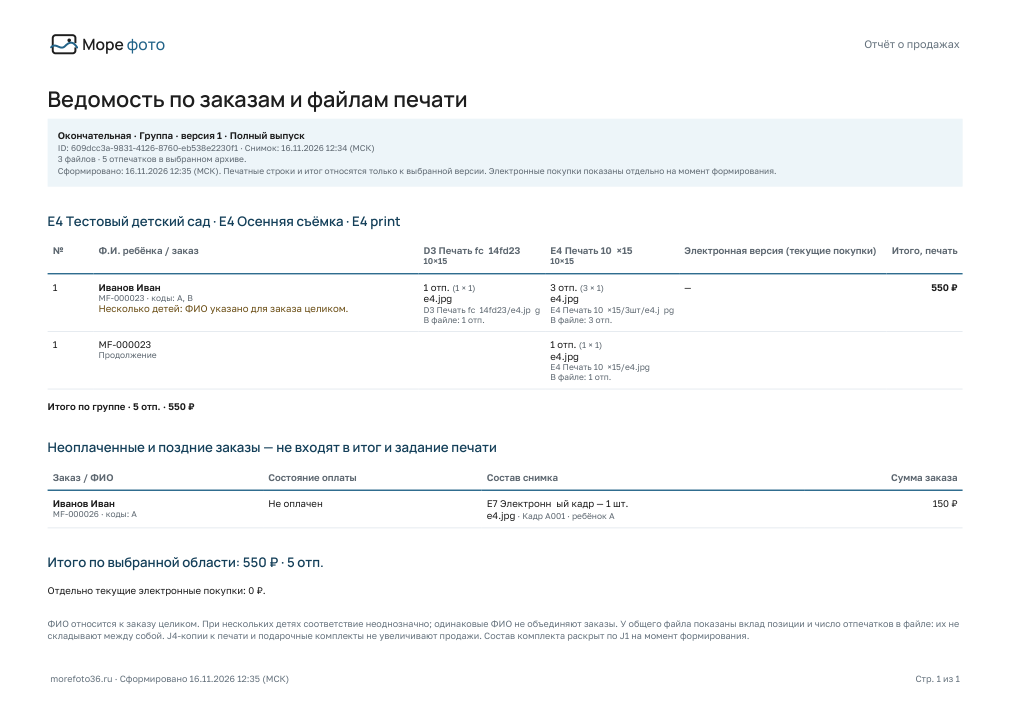 Море фото
Отчёт о продажах
Ведомость по заказам и файлам печати
Окончательная · Группа · версия 1 · Полный выпуск
ID: 609dcc3a-9831-4126-8760-eb538e2230f1 · Снимок: 16.11.2026 12:34 (МСК)
3 файлов · 5 отпечатков в выбранном архиве.
Сформировано: 16.11.2026 12:35 (МСК). Печатные строки и итог относятся только к выбранной версии. Электронные покупки показаны отдельно на момент формирования.
E4 Тестовый детский сад · E4 Осенняя съёмка · E4 print
№ Ф.И. ребёнка / заказ D3 Печать fc 14fd23 E4 Печать 10 ×15 Электронная версия (текущие покупки) Итого, печать
10×15 10×15
1 Иванов Иван 1 отп. (1 × 1) 3 отп. (3 × 1) — 550 ₽
MF-000023 · коды: А, В e4.jpg e4.jpg
Несколько детей: ФИО указано для заказа целиком. D3 Печать fc 14fd23/e4.jp g E4 Печать 10 ×15/3шт/e4.j pg
В файле: 1 отп. В файле: 3 отп.
1 MF-000023 1 отп. (1 × 1)
Продолжение e4.jpg
E4 Печать 10 ×15/e4.jpg
В файле: 1 отп.
Итого по группе · 5 отп. · 550 ₽
Неоплаченные и поздние заказы — не входят в итог и задание печати
Заказ / ФИО Состояние оплаты Состав снимка Сумма заказа
Иванов Иван Не оплачен E7 Электронн ый кадр — 1 шт. 150 ₽
MF-000026 · коды: А e4.jpg · Кадр А001 · ребёнок А
Итого по выбранной области: 550 ₽ · 5 отп.
Отдельно текущие электронные покупки: 0 ₽.
ФИО относится к заказу целиком. При нескольких детях соответствие неоднозначно; одинаковые ФИО не объединяют заказы. У общего файла показаны вклад позиции и число отпечатков в файле: их не
складывают между собой. J4-копии к печати и подарочные комплекты не увеличивают продажи. Состав комплекта раскрыт по J1 на момент формирования.
morefoto36.ru · Сформировано 16.11.2026 12:35 (МСК)
Стр. 1 из 1